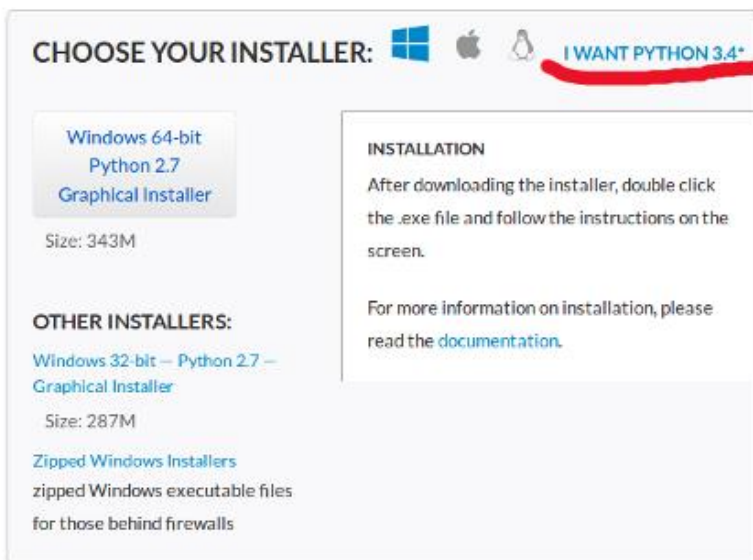 CHOOSE YOUR INSTALLER:
I WANT PYTHON 3.4*
Windows 64-bit
Python 2.7
Graphical Installer
Size: 343M
OTHER INSTALLERS:
Windows 32-bit — Python 2.7 —
Graphical Installer
Size: 287M
Zipped Windows Installers
zipped Windows executable files
for those behind firewalls
INSTALLATION
After downloading the installer, double click
the .exe file and follow the instructions on the
screen.
For more information on installation, please
read the documentation.